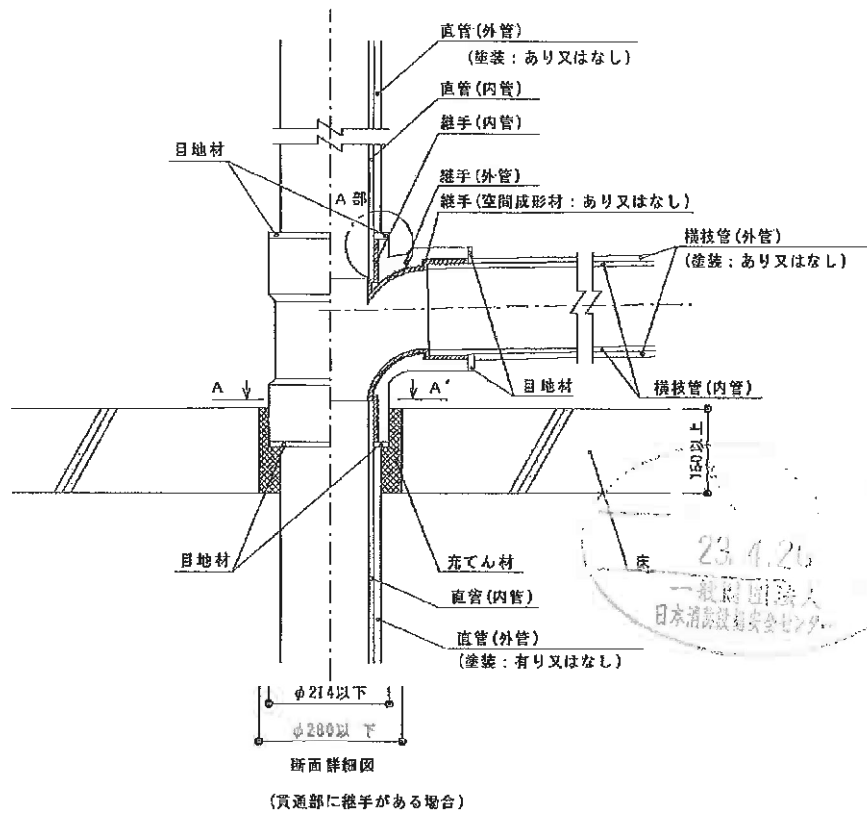 直管(外管)
(塗装：あり又はなし)
直管(内管)
継手(内管)
目地材
A部
継手(外管)
継手(空間成形材：あり又はなし)
横枝管(外管)
(塗装：あり又はなし)
A
A'
目地材
横枝管(内管)
150以上
目地材
充てん材
床
23.4.20
一般財団法人
日本消防設備安全センター
直管(内管)
直管(外管)
(塗装：有り又はなし)
φ214以下
φ280以下
断面詳細図
(貫通部に継手がある場合)